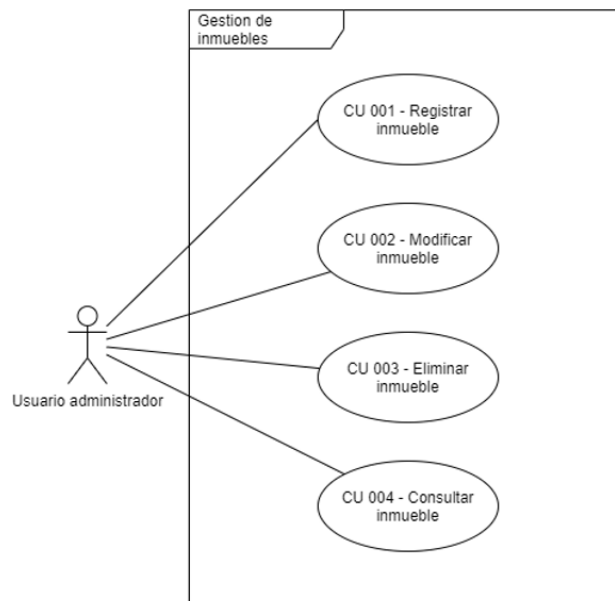 Gestion de
inmuebles
CU 001 - Registrar
inmueble
CU 002 - Modificar
inmueble
CU 003 - Eliminar
inmueble
Usuario administrador
CU 004 - Consultar
inmueble